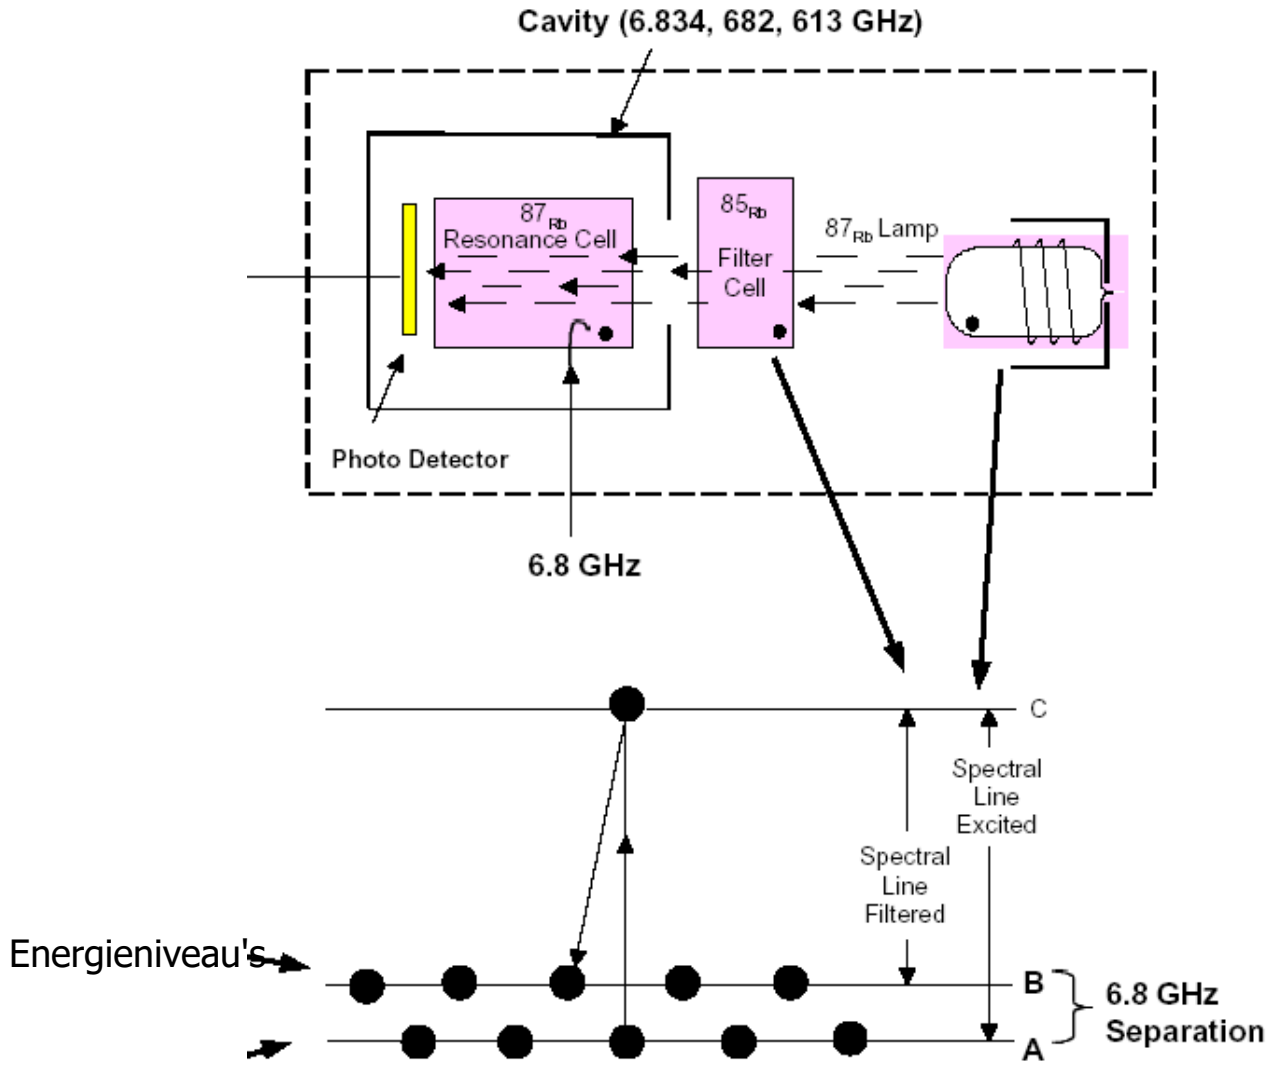 Cavity (6.834, 682, 613 GHz)
87Rb
Resonance Cell
85Rb
Filter
Cell
87Rb Lamp
Photo Detector
6.8 GHz
C
Spectral
Line
Excited
Spectral
Line
Filtered
Energieniveau's
B
A
6.8 GHz
Separation